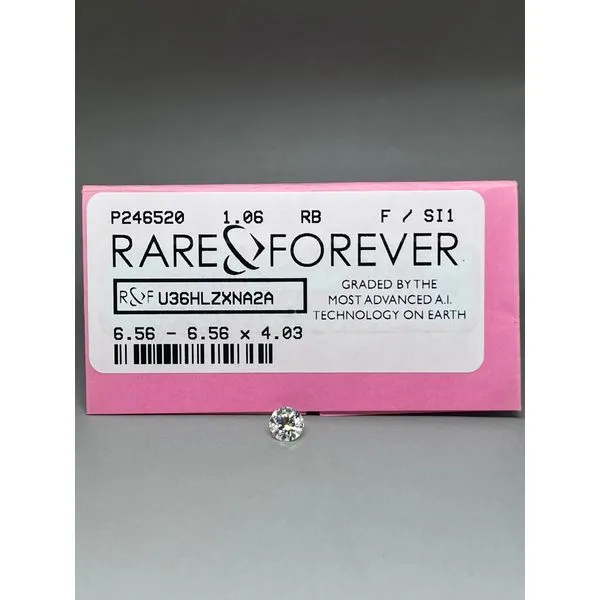 P246520 1.06 RB F / SI1
RARE & FOREVER
R&F U36HLZXNA2A
GRADED BY THE
MOST ADVANCED A.I.
TECHNOLOGY ON EARTH
6.56 - 6.56 x 4.03